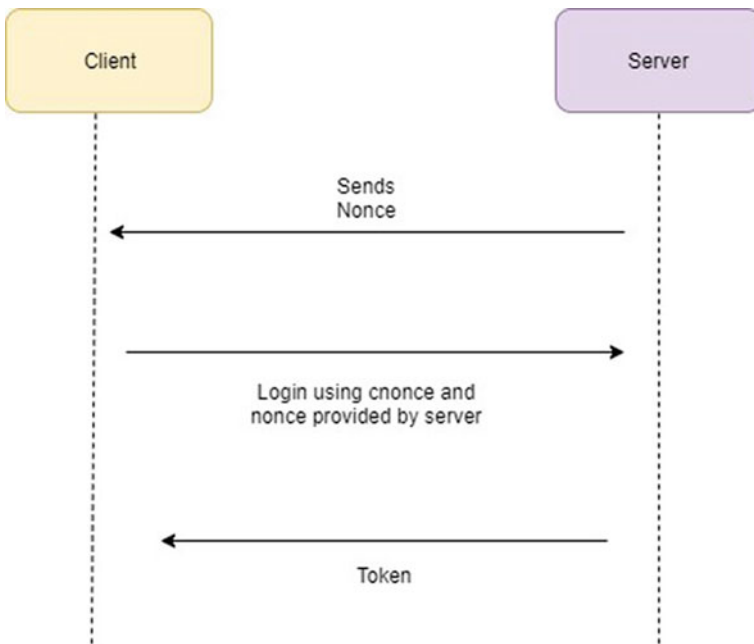 Client
Server
Sends
Nonce
Login using cnonce and
nonce provided by server
Token